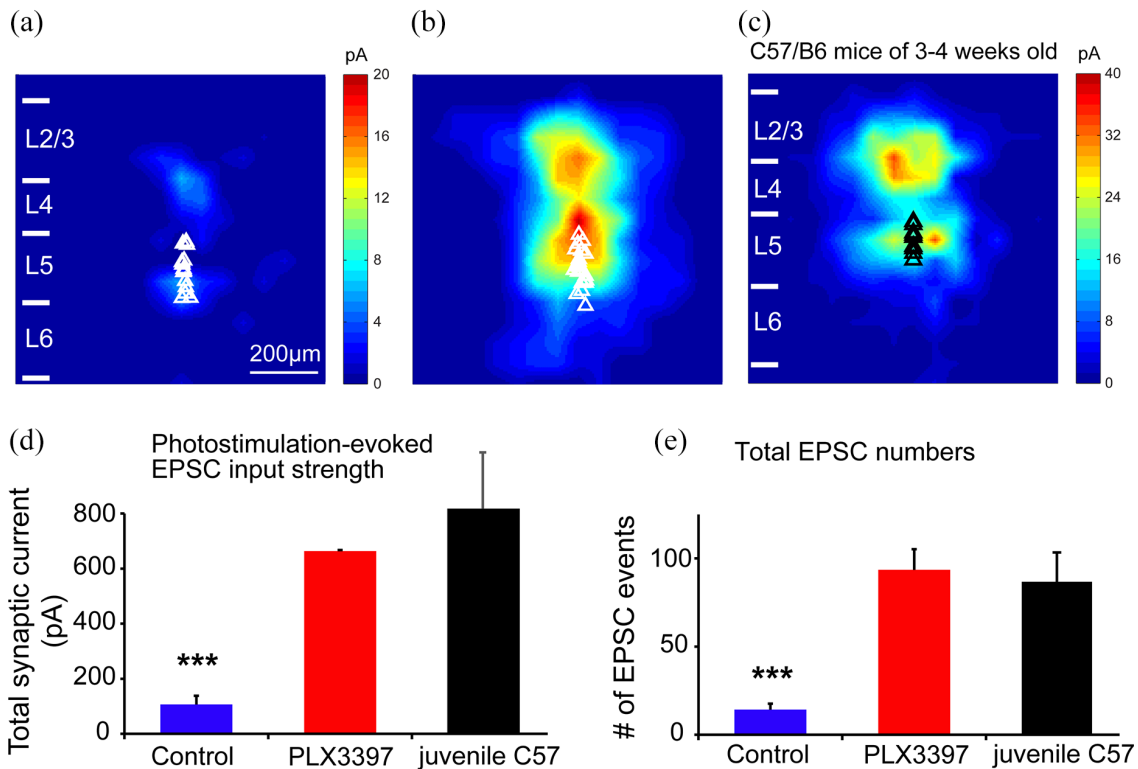 (a)
(b)
(c)
pA
C57/B6 mice of 3-4 weeks old
pA
20
16
12
8
4
0
L2/3
L4
L5
L6
200μm
40
32
24
16
8
0
L2/3
L4
L5
L6
(d)
Photostimulation-evoked
EPSC input strength
Total synaptic current
(pA)
800
600
400
200
0
***
Control
PLX3397
juvenile C57
(e)
Total EPSC numbers
# of EPSC events
100
50
0
***
Control
PLX3397
juvenile C57